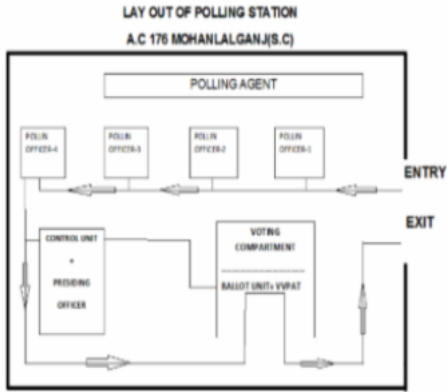 LAY OUT OF POLLING STATION
A.C 176 MOHANLALGANJ(S.C)
POLLING AGENT
POLLIN
OFFICER-4
POLLIN
OFFICER-3
POLLIN
OFFICER-2
POLLIN
OFFICER-1
ENTRY
EXIT
CONTROL UNIT
+
PRESIDING
OFFICER
VOTING
COMPARTMENT
BALLOT UNIT+ VVPAT